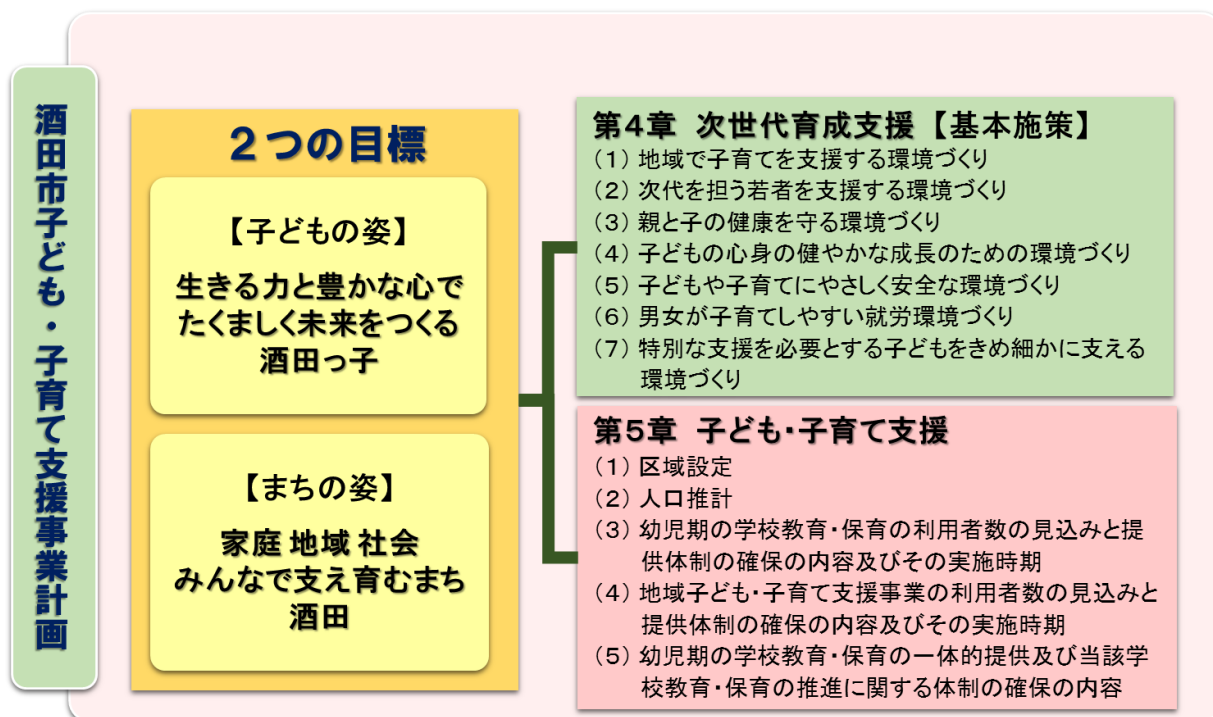 酒田市子ども・子育て支援事業計画
２つの目標
【子どもの姿】
生きる力と豊かな心で
たくましく未来をつくる
酒田っ子
【まちの姿】
家庭 地域 社会
みんなで支え育むまち
酒田
第４章 次世代育成支援【基本施策】
（１）地域で子育てを支援する環境づくり
（２）次代を担う若者を支援する環境づくり
（３）親と子の健康を守る環境づくり
（４）子どもの心身の健やかな成長のための環境づくり
（５）子どもや子育てにやさしく安全な環境づくり
（６）男女が子育てしやすい就労環境づくり
（７）特別な支援を必要とする子どもをきめ細かに支える
環境づくり
第５章 子ども・子育て支援
（１）区域設定
（２）人口推計
（３）幼児期の学校教育・保育の利用者数の見込みと提
供体制の確保の内容及びその実施時期
（４）地域子ども・子育て支援事業の利用者数の見込みと
提供体制の確保の内容及びその実施時期
（５）幼児期の学校教育・保育の一体的提供及び当該学
校教育・保育の推進に関する体制の確保の内容